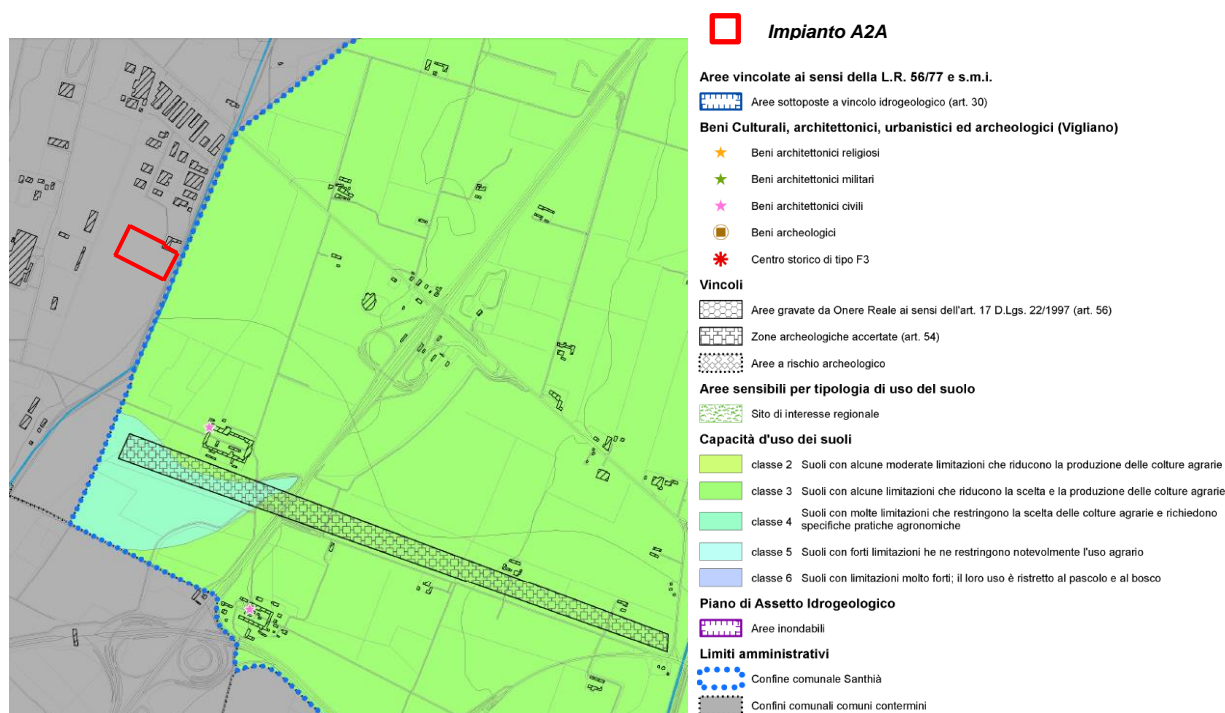 Impianto A2A
Aree vincolate ai sensi della L.R. 56/77 e s.m.i.
Aree sottoposte a vincolo idrogeologico (art. 30)
Beni Culturali, architettonici, urbanistici ed archeologici (Vigliano)
Beni architettonici religiosi
Beni architettonici militari
Beni architettonici civili
Beni archeologici
Centro storico di tipo F3
Vincoli
Aree gravate da Onere Reale ai sensi dell'art. 17 D.Lgs. 22/1997 (art. 56)
Zone archeologiche accertate (art. 54)
Aree a rischio archeologico
Aree sensibili per tipologia di uso del suolo
Sito di interesse regionale
Capacità d'uso dei suoli
classe 2 Suoli con alcune moderate limitazioni che riducono la produzione delle colture agrarie
classe 3 Suoli con alcune limitazioni che riducono la scelta e la produzione delle colture agrarie
classe 4 Suoli con molte limitazioni che restringono la scelta delle colture agrarie e richiedono
specifiche pratiche agronomiche
classe 5 Suoli con forti limitazioni he ne restringono notevolmente l'uso agrario
classe 6 Suoli con limitazioni molto forti; il loro uso è ristretto al pascolo e al bosco
Piano di Assetto Idrogeologico
Aree inondabili
Limiti amministrativi
Confine comunale Santhià
Confini comunali comuni contermini